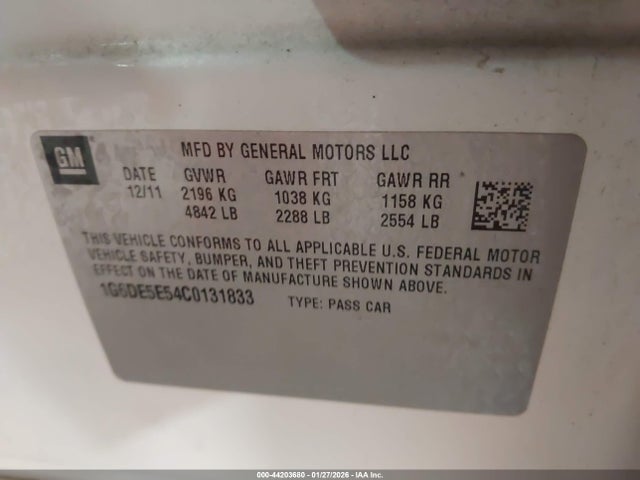 GM
MFD BY GENERAL MOTORS LLC
DATE GVWR GAWR FRT GAWR RR
12/11 2196 KG 1038 KG 1158 KG
4842 LB 2288 LB 2554 LB
THIS VEHICLE CONFORMS TO ALL APPLICABLE U.S. FEDERAL MOTOR
VEHICLE SAFETY, BUMPER, AND THEFT PREVENTION STANDARDS IN
EFFECT ON THE DATE OF MANUFACTURE SHOWN ABOVE.
1G6DE5E54C0131833 TYPE: PASS CAR
000-44203680 - 01/27/2026 - IAA Inc.